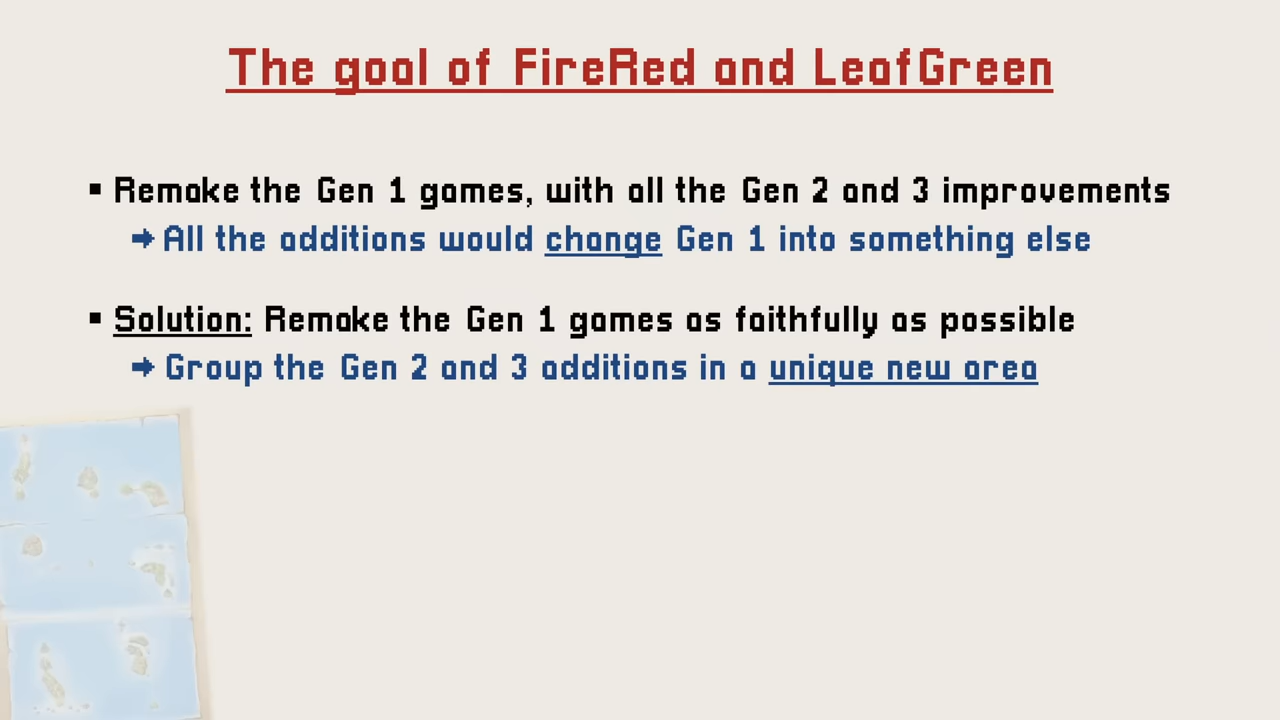 The goal of FireRed and LeafGreen
▪ Remake the Gen 1 games, with all the Gen 2 and 3 improvements
➜ All the additions would change Gen 1 into something else
▪ Solution: Remake the Gen 1 games as faithfully as possible
➜ Group the Gen 2 and 3 additions in a unique new area